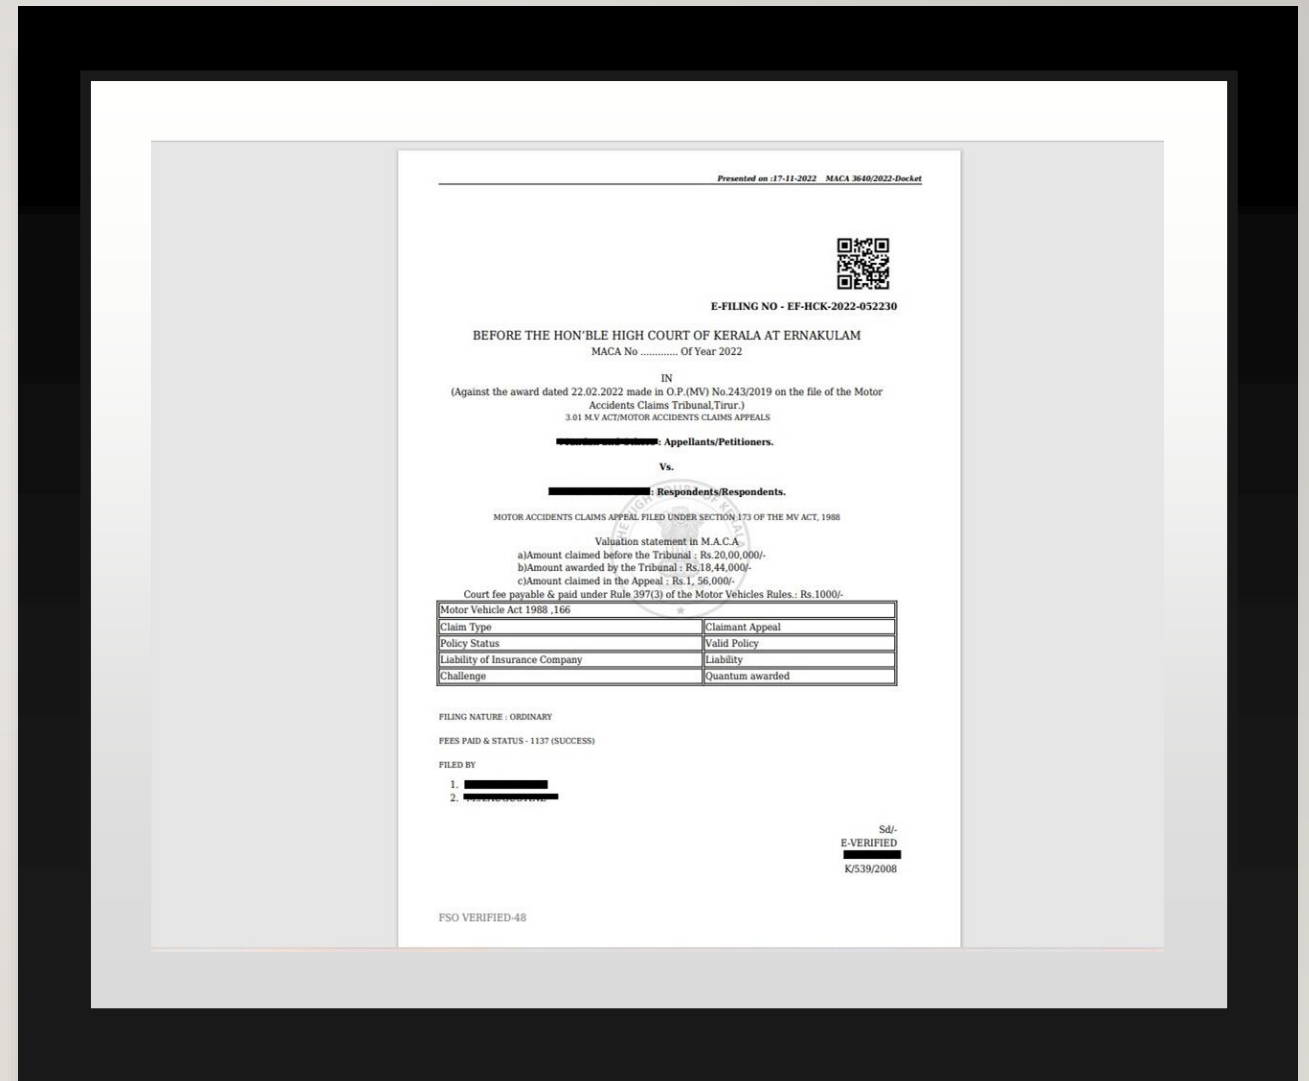 Presented on :17-11-2022 MACA 3640/2022-Docket
E-FILING NO - EF-HCK-2022-052230
BEFORE THE HON'BLE HIGH COURT OF KERALA AT ERNAKULAM
MACA No ............. Of Year 2022
IN
(Against the award dated 22.02.2022 made in O.P.(MV) No.243/2019 on the file of the Motor
Accidents Claims Tribunal,Tirur.)
3.01 M.V ACT/MOTOR ACCIDENTS CLAIMS APPEALS
: Appellants/Petitioners.
Vs.
: Respondents/Respondents.
MOTOR ACCIDENTS CLAIMS APPEAL FILED UNDER SECTION 173 OF THE MV ACT, 1988
THE HIGH COURT OF KERALA
Valuation statement in M.A.C.A
a)Amount claimed before the Tribunal : Rs.20,00,000/-
b)Amount awarded by the Tribunal : Rs.18,44,000/-
c)Amount claimed in the Appeal : Rs.1, 56,000/-
Court fee payable & paid under Rule 397(3) of the Motor Vehicles Rules.: Rs.1000/-
Motor Vehicle Act 1988 ,166
Claim Type Claimant Appeal
Policy Status Valid Policy
Liability of Insurance Company Liability
Challenge Quantum awarded
FILING NATURE : ORDINARY
FEES PAID & STATUS - 1137 (SUCCESS)
FILED BY
1.
2.
Sd/-
E-VERIFIED
K/539/2008
FSO VERIFIED-48